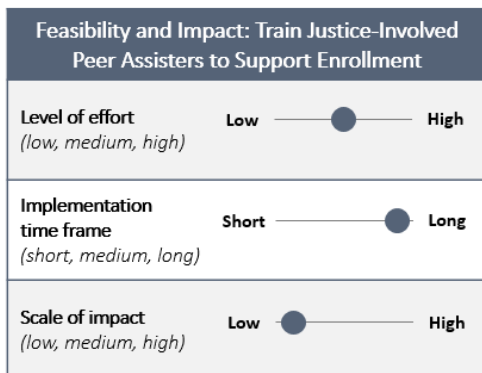 Feasibility and Impact: Train Justice-Involved
Peer Assisters to Support Enrollment
Level of effort
(low, medium, high)
Low High
Implementation
time frame
(short, medium, long)
Short Long
Scale of impact
(low, medium, high)
Low High